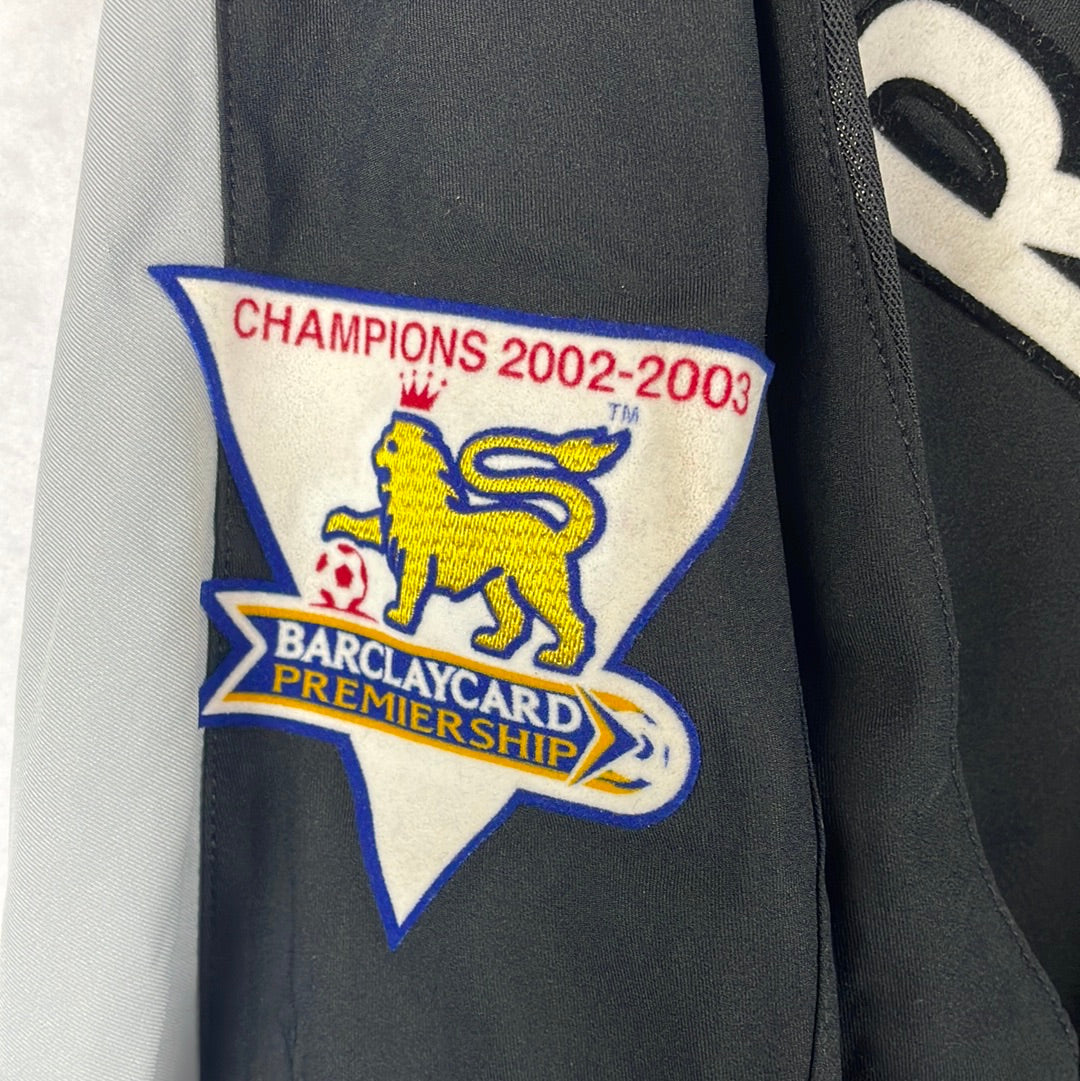 CHAMPIONS 2002-2003
TM
BARCLAYCARD
PREMIERSHIP
R